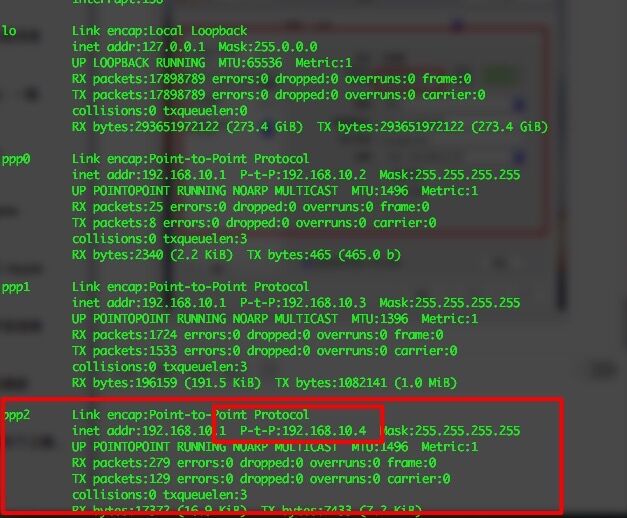 Interrupt:156
lo Link encap:Local Loopback
inet addr:127.0.0.1 Mask:255.0.0.0
UP LOOPBACK RUNNING MTU:65536 Metric:1
RX packets:17898789 errors:0 dropped:0 overruns:0 frame:0
TX packets:17898789 errors:0 dropped:0 overruns:0 carrier:0
collisions:0 txqueuelen:0
RX bytes:293651972122 (273.4 GiB) TX bytes:293651972122 (273.4 GiB)
ppp0 Link encap:Point-to-Point Protocol
inet addr:192.168.10.1 P-t-P:192.168.10.2 Mask:255.255.255.255
UP POINTOPOINT RUNNING NOARP MULTICAST MTU:1496 Metric:1
RX packets:25 errors:0 dropped:0 overruns:0 frame:0
TX packets:8 errors:0 dropped:0 overruns:0 carrier:0
collisions:0 txqueuelen:3
RX bytes:2340 (2.2 KiB) TX bytes:465 (465.0 b)
ppp1 Link encap:Point-to-Point Protocol
inet addr:192.168.10.1 P-t-P:192.168.10.3 Mask:255.255.255.255
UP POINTOPOINT RUNNING NOARP MULTICAST MTU:1396 Metric:1
RX packets:1724 errors:0 dropped:0 overruns:0 frame:0
TX packets:1533 errors:0 dropped:0 overruns:0 carrier:0
collisions:0 txqueuelen:3
RX bytes:196159 (191.5 KiB) TX bytes:1082141 (1.0 MiB)
ppp2 Link encap:Point-to-Point Protocol
inet addr:192.168.10.1 P-t-P:192.168.10.4 Mask:255.255.255.255
UP POINTOPOINT RUNNING NOARP MULTICAST MTU:1496 Metric:1
RX packets:279 errors:0 dropped:0 overruns:0 frame:0
TX packets:129 errors:0 dropped:0 overruns:0 carrier:0
collisions:0 txqueuelen:3
RX bytes:17372 (16.9 KiB) TX bytes:7433 (7.2 KiB)